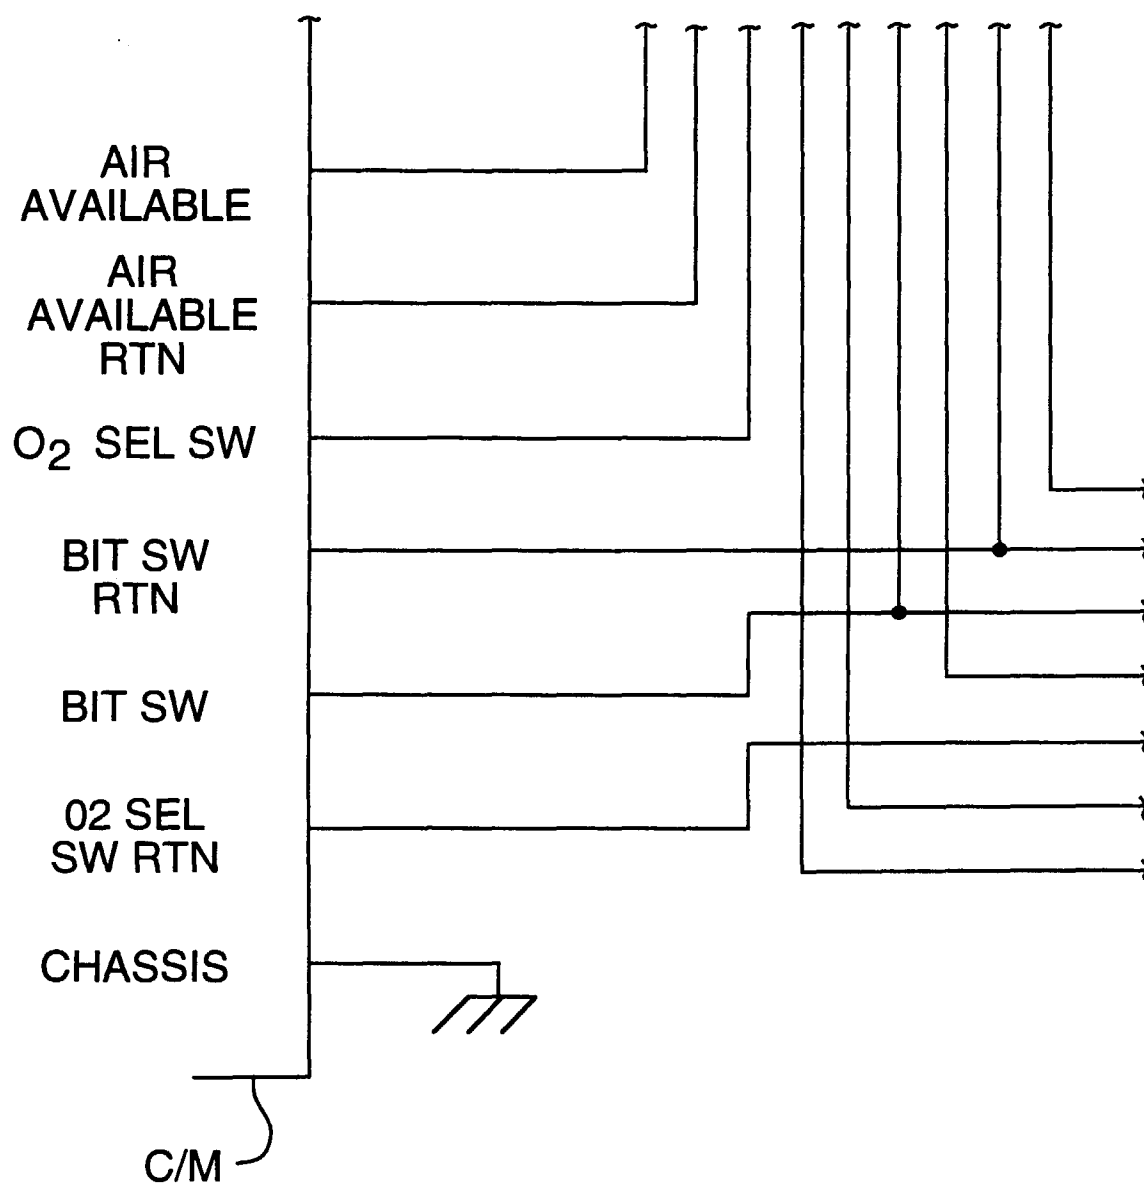 AIR
AVAILABLE
AIR
AVAILABLE
RTN
O₂ SEL SW
BIT SW
RTN
BIT SW
02 SEL
SW RTN
CHASSIS
C/M